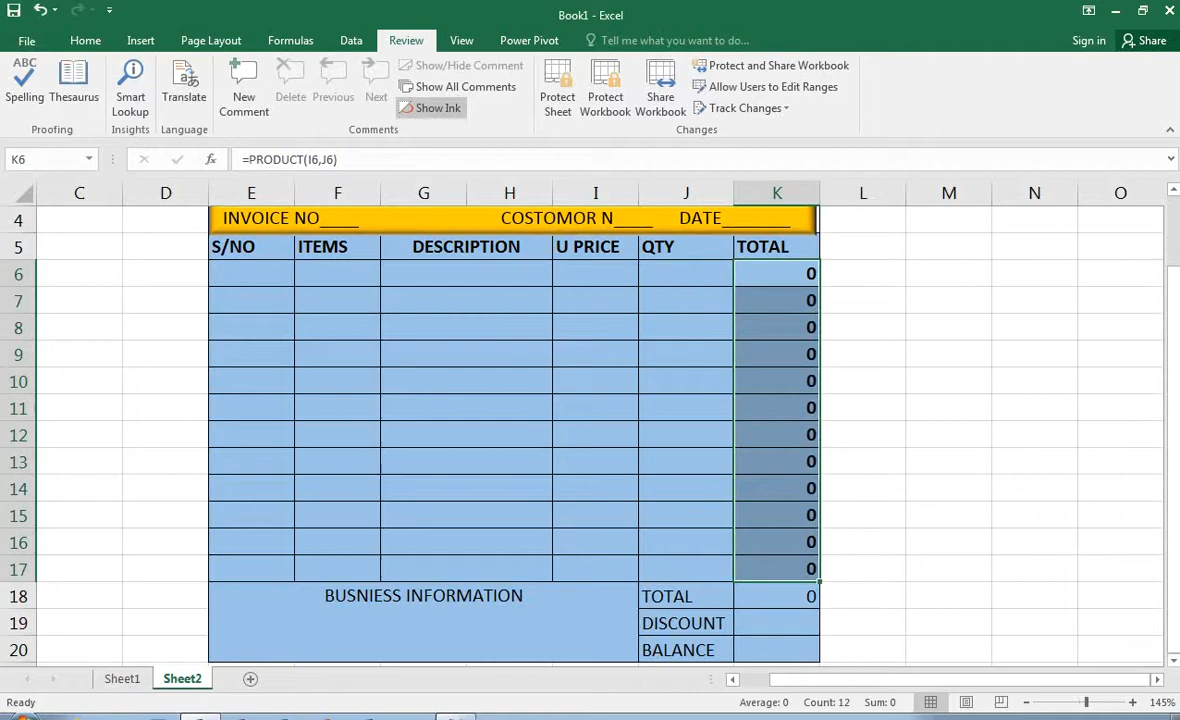 Book1 - Excel
File Home Insert Page Layout Formulas Data Review View Power Pivot Tell me what you want to do... Sign in Share
ABC
Spelling Thesaurus Smart Lookup Translate New Comment Delete Previous Next
Show/Hide Comment
Show All Comments
Show Ink
Protect Sheet Protect Workbook Share Workbook
Protect and Share Workbook
Allow Users to Edit Ranges
Track Changes
Proofing Insights Language Comments Changes
K6 fx =PRODUCT(I6,J6)
C D E F G H I J K L M N O
4 INVOICE NO____ COSTOMOR N____ DATE_______
5 S/NO ITEMS DESCRIPTION U PRICE QTY TOTAL
6 0
7 0
8 0
9 0
10 0
11 0
12 0
13 0
14 0
15 0
16 0
17 0
18 BUSNIESS INFORMATION TOTAL 0
19 DISCOUNT
20 BALANCE
Sheet1 Sheet2
Ready Average: 0 Count: 12 Sum: 0 145%